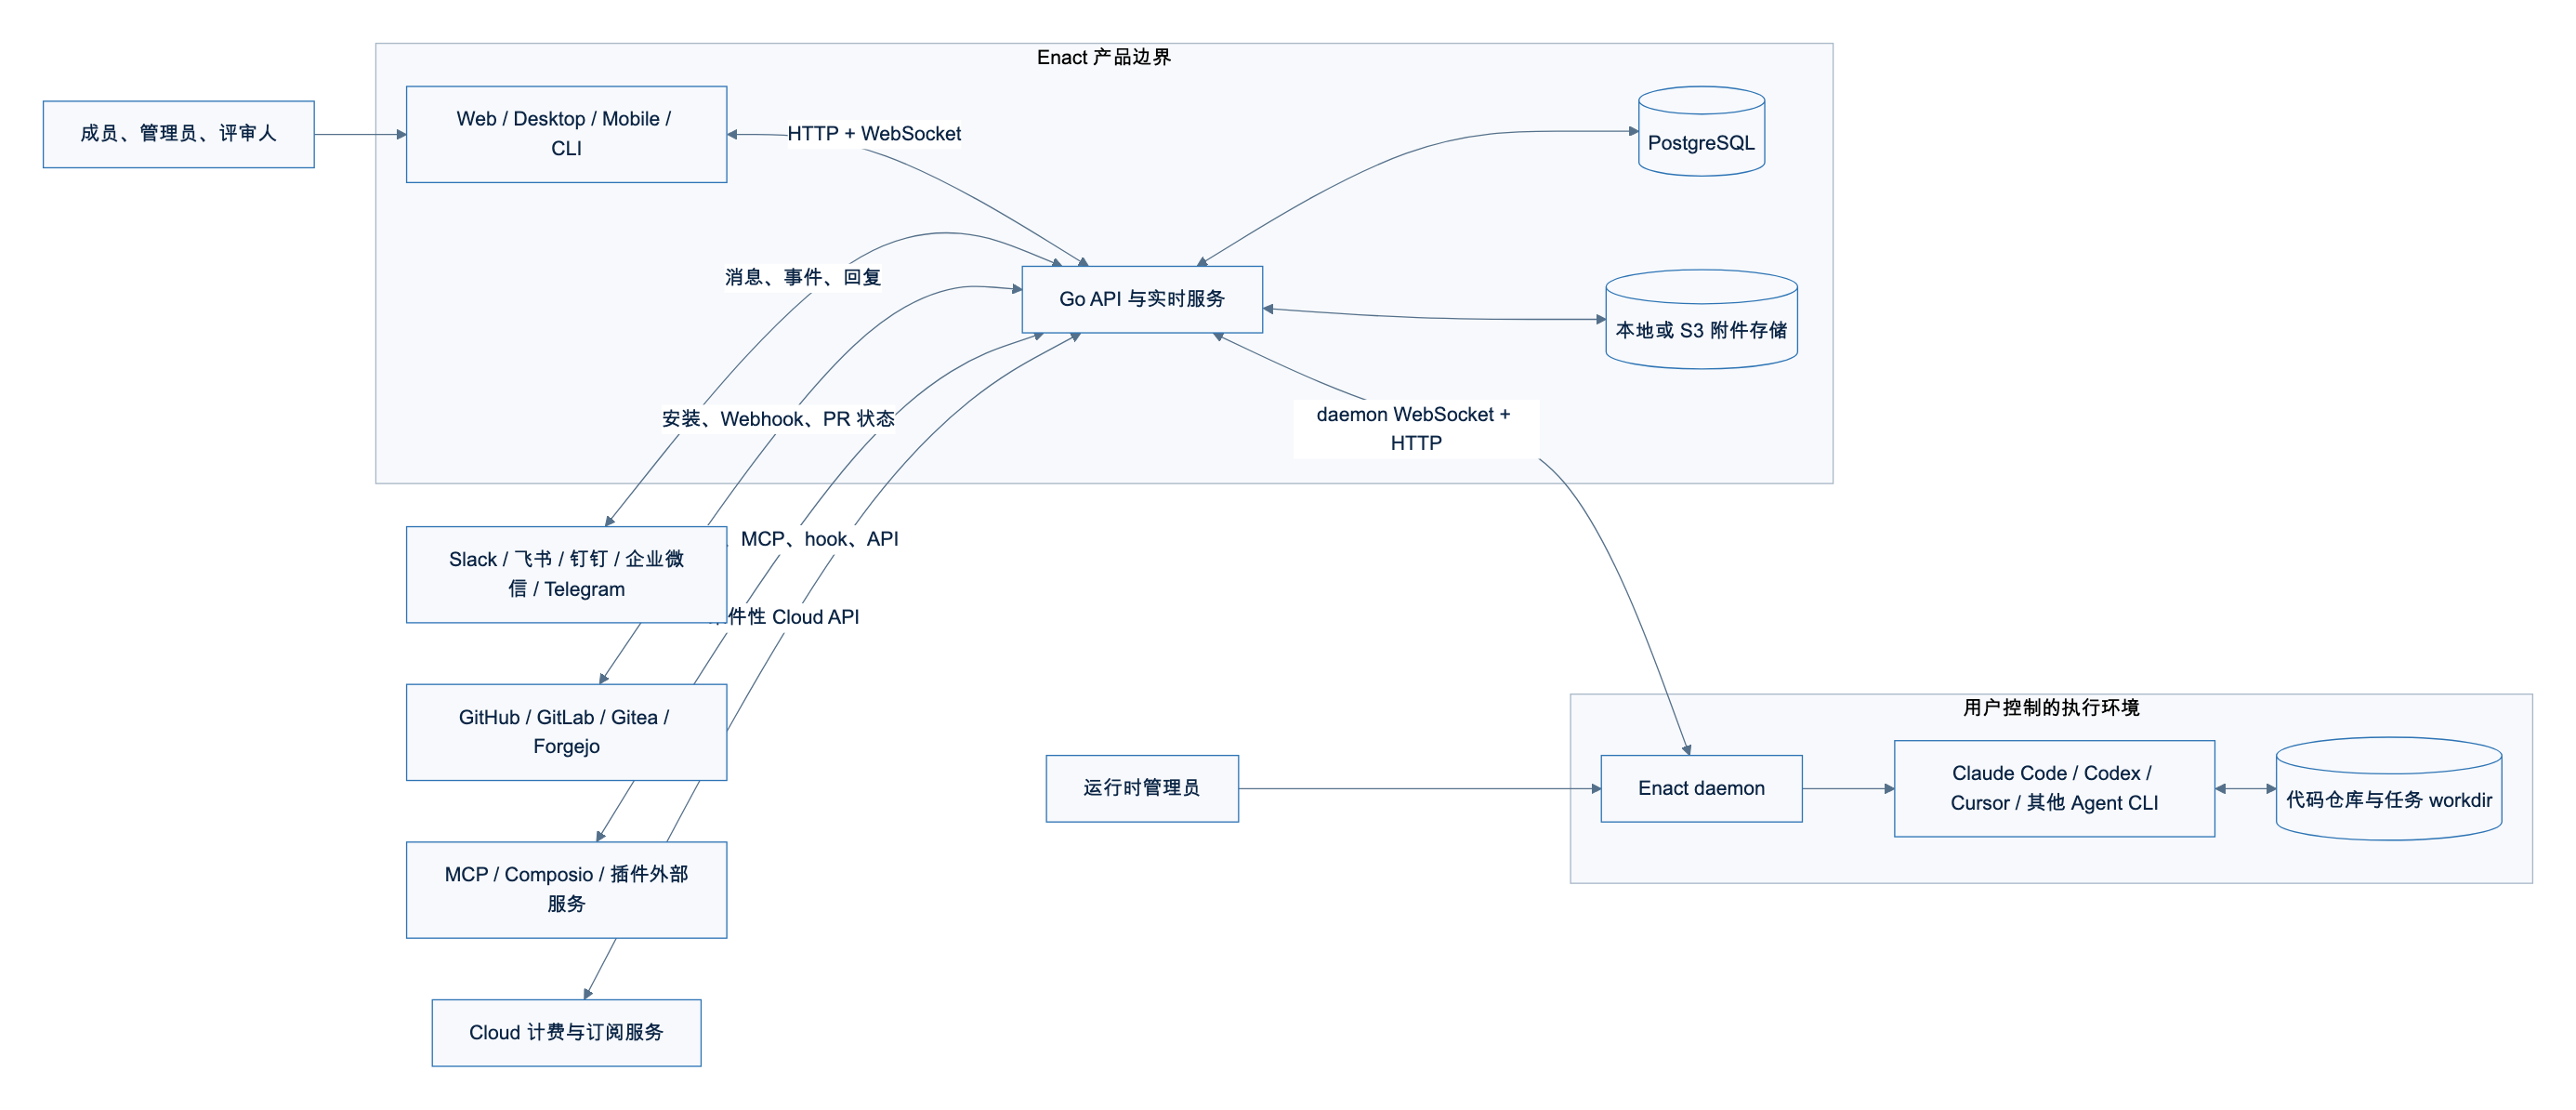 Enact 产品边界
成员、管理员、评审人
Web / Desktop / Mobile /
CLI
HTTP + WebSocket
PostgreSQL
消息、事件、回复
Go API 与实时服务
本地或 S3 附件存储
安装、Webhook、PR 状态
daemon WebSocket +
HTTP
Slack / 飞书 / 钉钉 / 企业微
信 / Telegram
MCP、hook、API
件性 Cloud API
GitHub / GitLab / Gitea /
Forgejo
用户控制的执行环境
运行时管理员
Enact daemon
Claude Code / Codex /
Cursor / 其他 Agent CLI
代码仓库与任务 workdir
MCP / Composio / 插件外部
服务
Cloud 计费与订阅服务